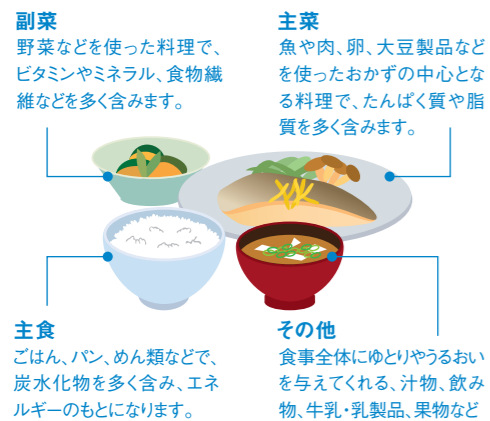 副菜
野菜などを使った料理で、
ビタミンやミネラル、食物繊
維などを多く含みます。
主菜
魚や肉、卵、大豆製品など
を使ったおかずの中心とな
る料理で、たんぱく質や脂
質を多く含みます。
主食
ごはん、パン、めん類などで、
炭水化物を多く含み、エネ
ルギーのもとになります。
その他
食事全体にゆとりやうるおい
を与えてくれる、汁物、飲み
物、牛乳・乳製品、果物など